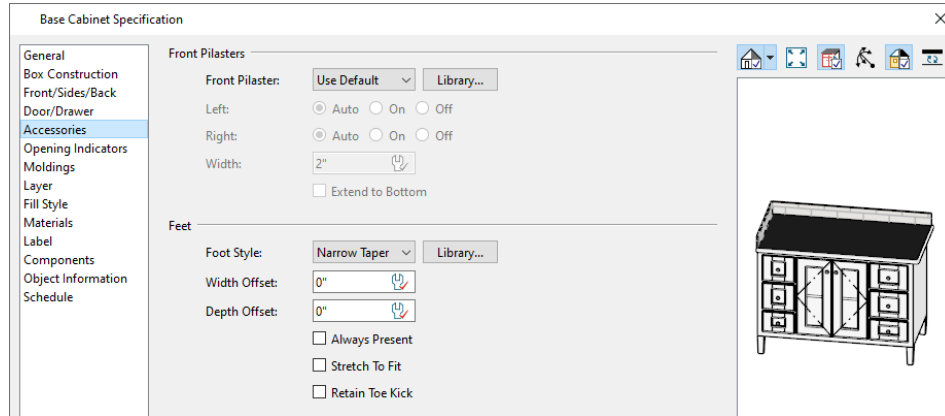 Base Cabinet Specification
General
Box Construction
Front/Sides/Back
Door/Drawer
Accessories
Opening Indicators
Moldings
Layer
Fill Style
Materials
Label
Components
Object Information
Schedule
Front Pilasters
Front Pilaster: Use Default Library...
Left: Auto On Off
Right: Auto On Off
Width: 2"
Extend to Bottom
Feet
Foot Style: Narrow Taper Library...
Width Offset: 0"
Depth Offset: 0"
Always Present
Stretch To Fit
Retain Toe Kick